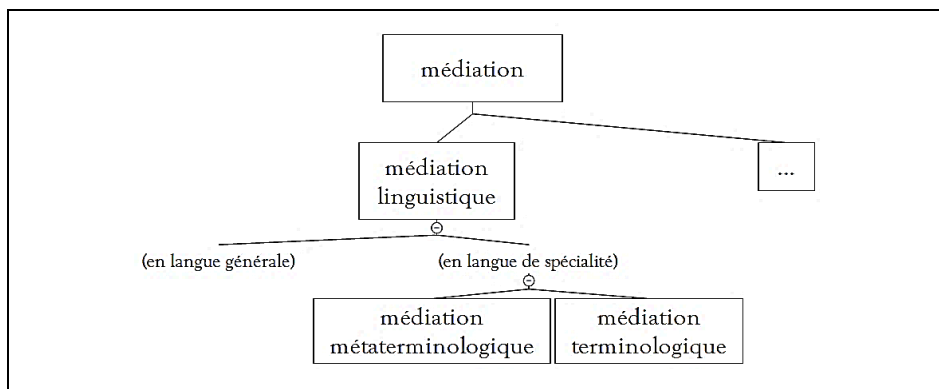 médiation
médiation
linguistique
...
(en langue générale)
(en langue de spécialité)
médiation
métaterminologique
médiation
terminologique